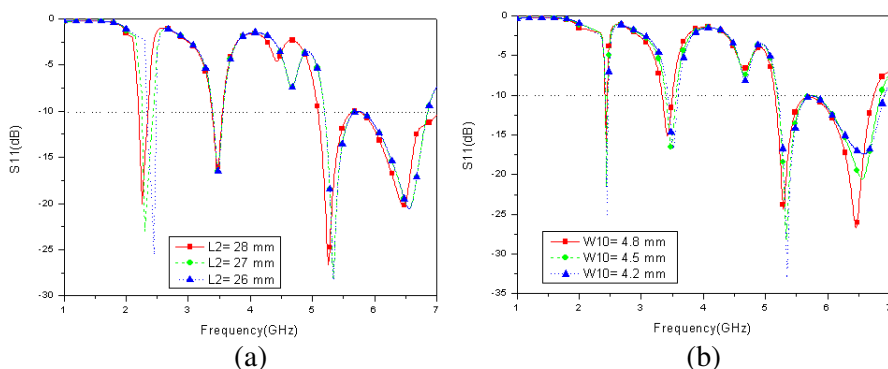 0
-5
-10
-15
-20
-25
-30
S11(dB)
L2= 28 mm
L2= 27 mm
L2= 26 mm
1 2 3 4 5 6 7
Frequency(GHz)
(a)
0
-5
-10
-15
-20
-25
-30
-35
S11(dB)
W10= 4.8 mm
W10= 4.5 mm
W10= 4.2 mm
1 2 3 4 5 6 7
Frequency(GHz)
(b)